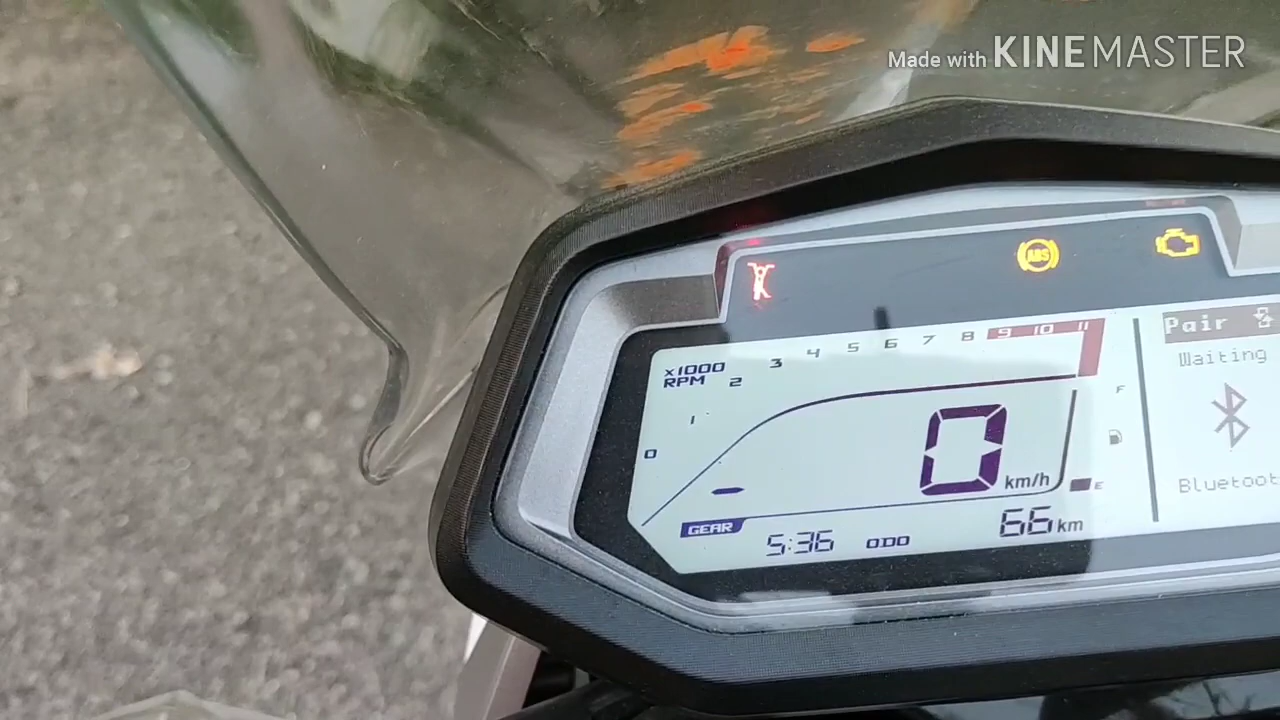 Made with KINEMASTER
ABS
Pair
Waiting
x1000
RPM
0 1 2 3 4 5 6 7 8 9 10 11
F
0 km/h
E
Bluetoot
GEAR
5:36 ODO 66 km